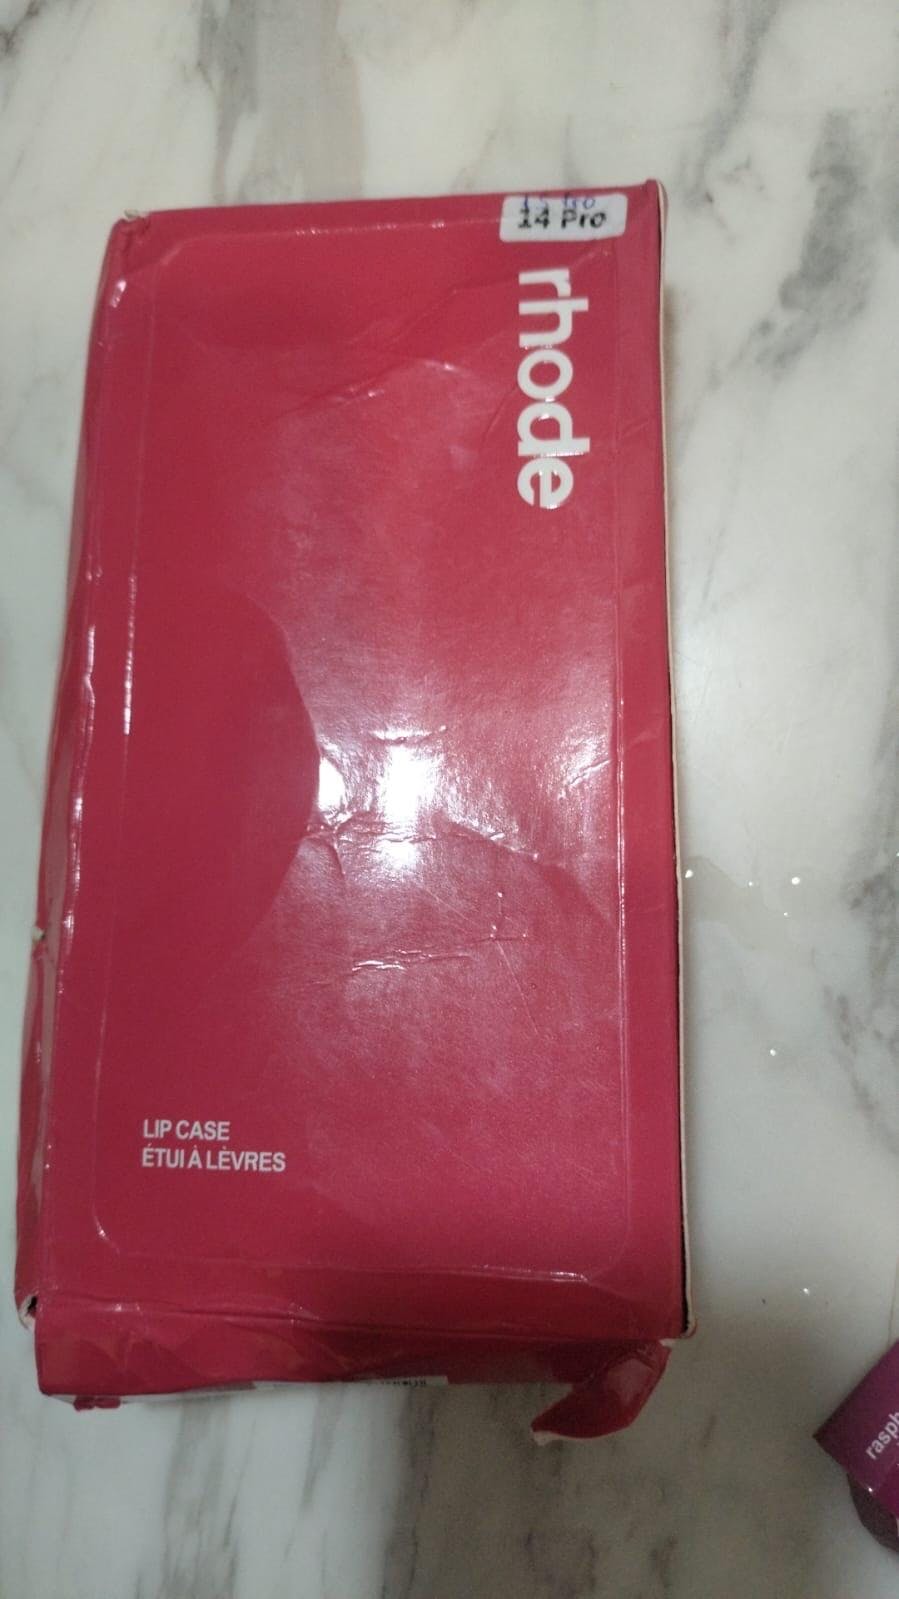 14 Pro
rhode
LIP CASE
ÉTUI À LÈVRES